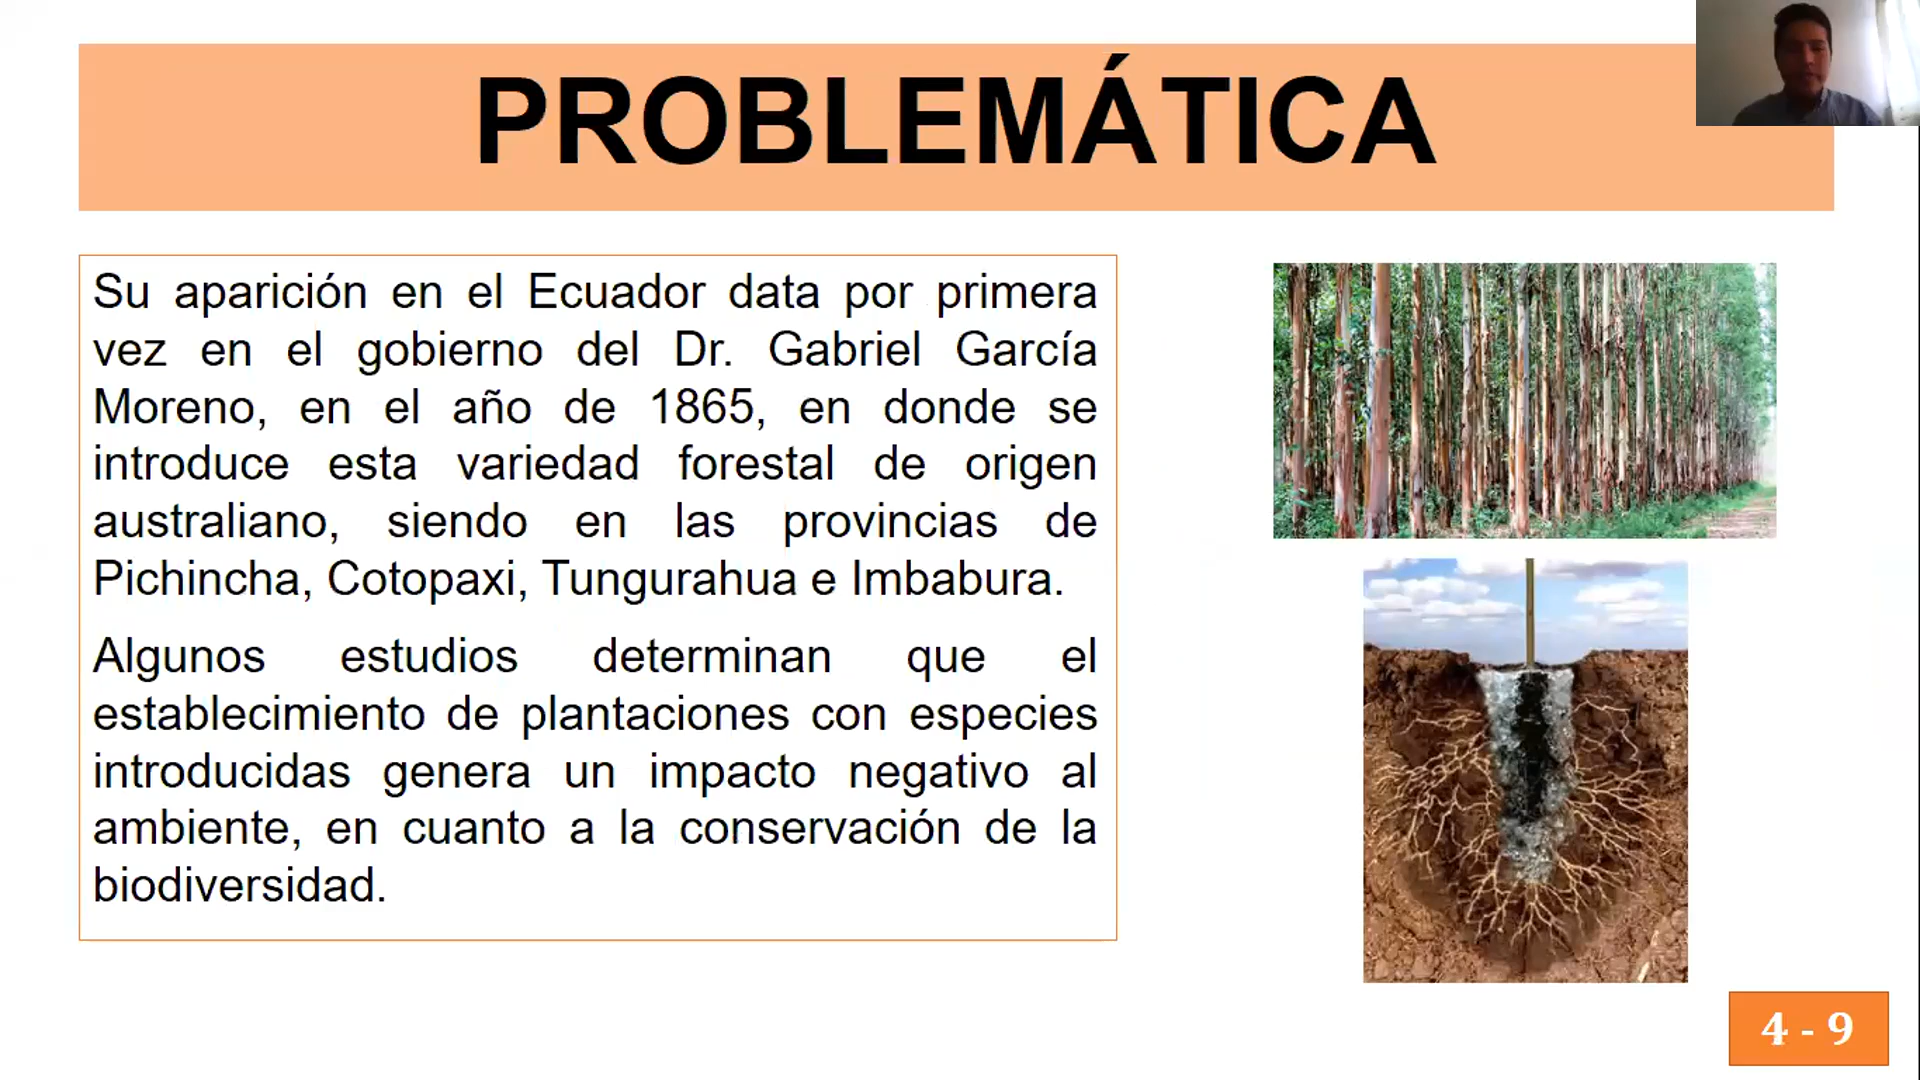 PROBLEMÁTICA
Su aparición en el Ecuador data por primera
vez en el gobierno del Dr. Gabriel García
Moreno, en el año de 1865, en donde se
introduce esta variedad forestal de origen
australiano, siendo en las provincias de
Pichincha, Cotopaxi, Tungurahua e Imbabura.
Algunos estudios determinan que el
establecimiento de plantaciones con especies
introducidas genera un impacto negativo al
ambiente, en cuanto a la conservación de la
biodiversidad.
4 - 9